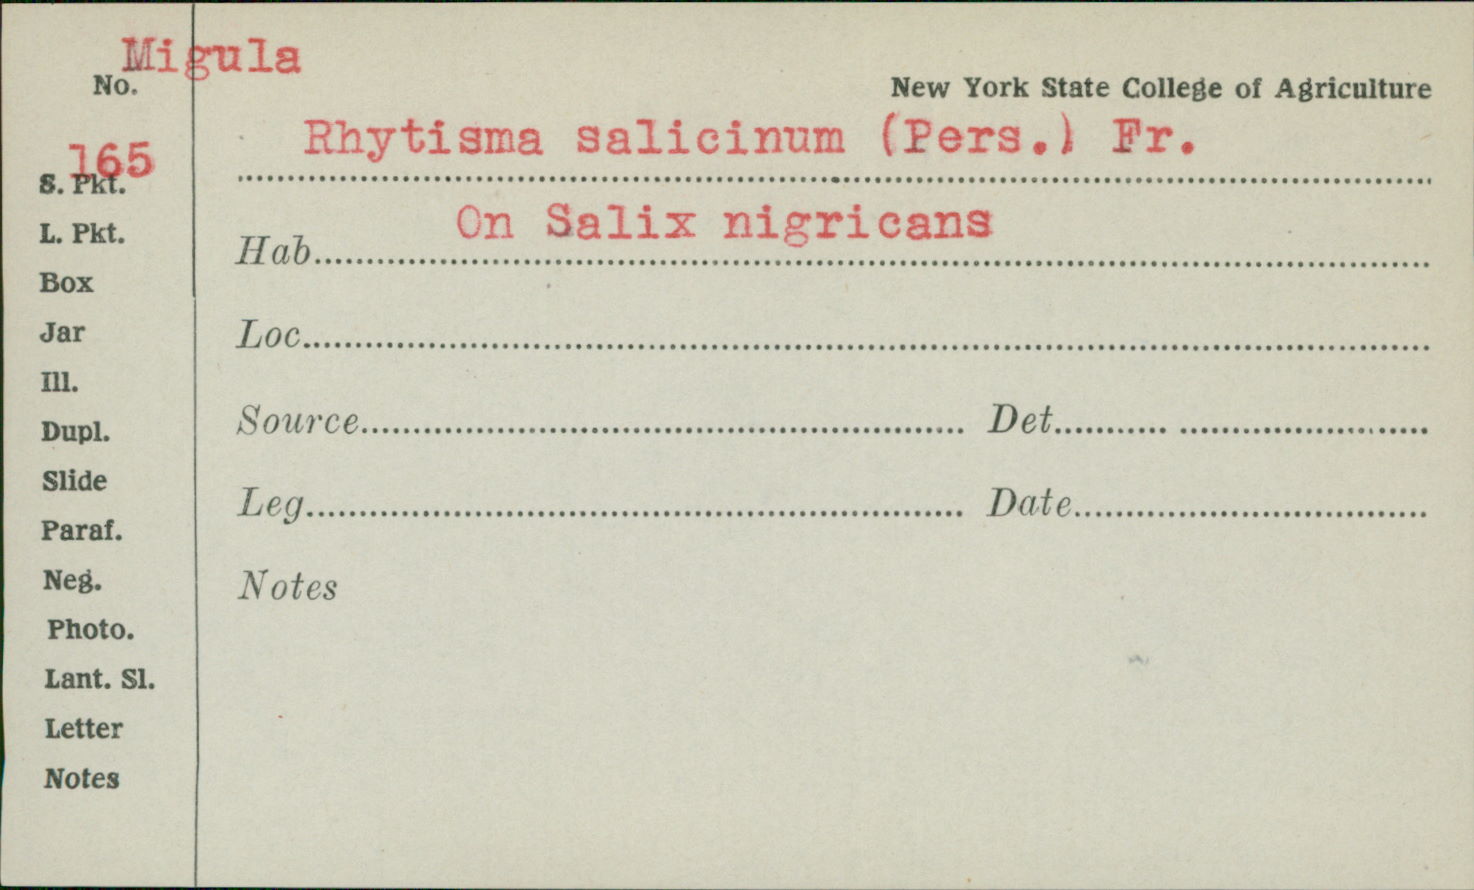 Migula
No.
New York State College of Agriculture
165
Rhytisma salicinum (Pers.) Fr.
S. Pkt.
On Salix nigricans
L. Pkt.
Hab.
Box
Jar
Loc.
Ill.
Dupl.
Source. Det.
Slide
Leg. Date.
Paraf.
Neg.
Notes
Photo.
Lant. Sl.
Letter
Notes